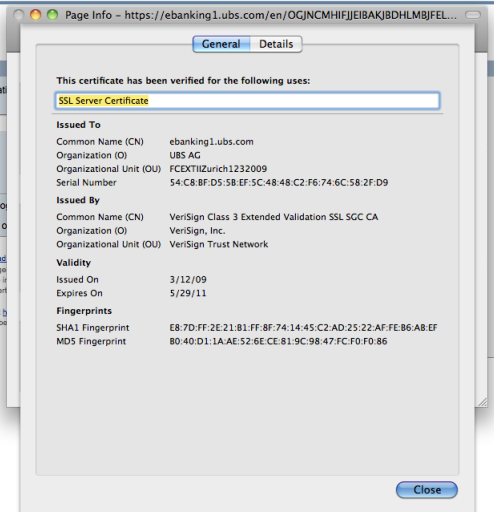 Page Info - https://ebanking1.ubs.com/en/OGJNCMHIFJJEIBAKJBDHLMBJFEL...
General Details
This certificate has been verified for the following uses:
SSL Server Certificate
Issued To
Common Name (CN) ebanking1.ubs.com
Organization (O) UBS AG
Organizational Unit (OU) FCEXTIIZurich1232009
Serial Number 54:C8:BF:D5:5B:EF:5C:48:48:C2:F6:74:6C:58:2F:D9
Issued By
Common Name (CN) VeriSign Class 3 Extended Validation SSL SGC CA
Organization (O) VeriSign, Inc.
Organizational Unit (OU) VeriSign Trust Network
Validity
Issued On 3/12/09
Expires On 5/29/11
Fingerprints
SHA1 Fingerprint E8:7D:FF:2E:21:B1:FF:8F:74:14:45:C2:AD:25:22:AF:FE:B6:AB:EF
MD5 Fingerprint B0:40:D1:1A:AE:52:6E:CE:81:9C:98:47:FC:F0:F0:86
Close